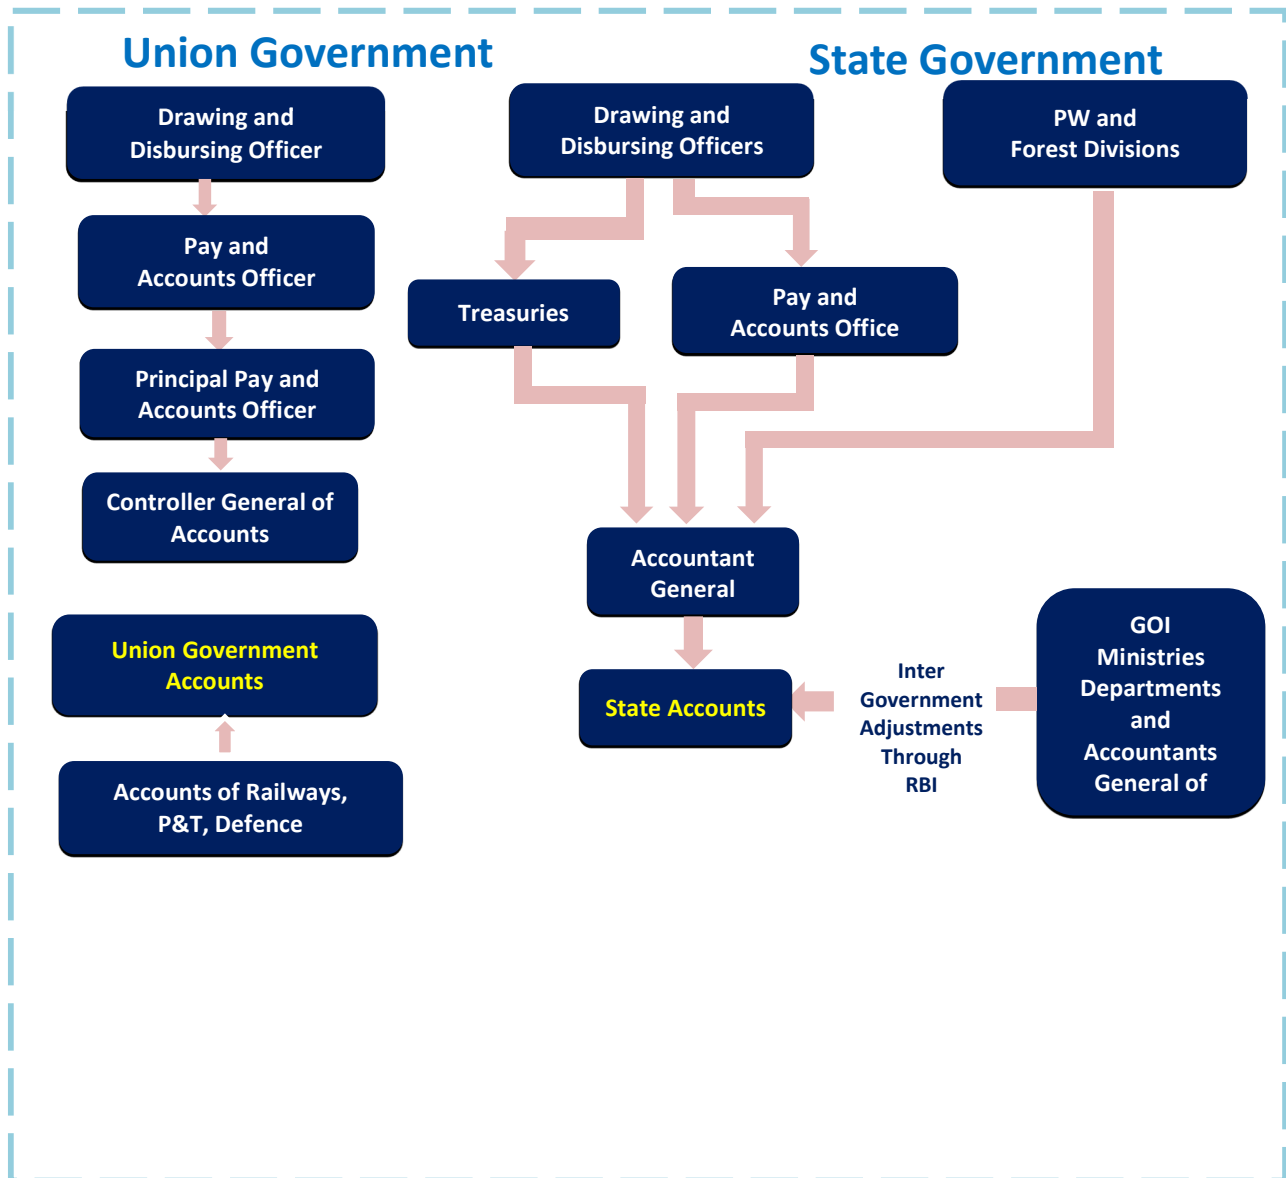 Union Government
State Government
Drawing and
Disbursing Officer
Pay and
Accounts Officer
Principal Pay and
Accounts Officer
Controller General of
Accounts
Union Government
Accounts
Accounts of Railways,
P&T, Defence
Drawing and
Disbursing Officers
PW and
Forest Divisions
Treasuries
Pay and
Accounts Office
Accountant
General
State Accounts
Inter
Government
Adjustments
Through
RBI
GOI
Ministries
Departments
and
Accountants
General of